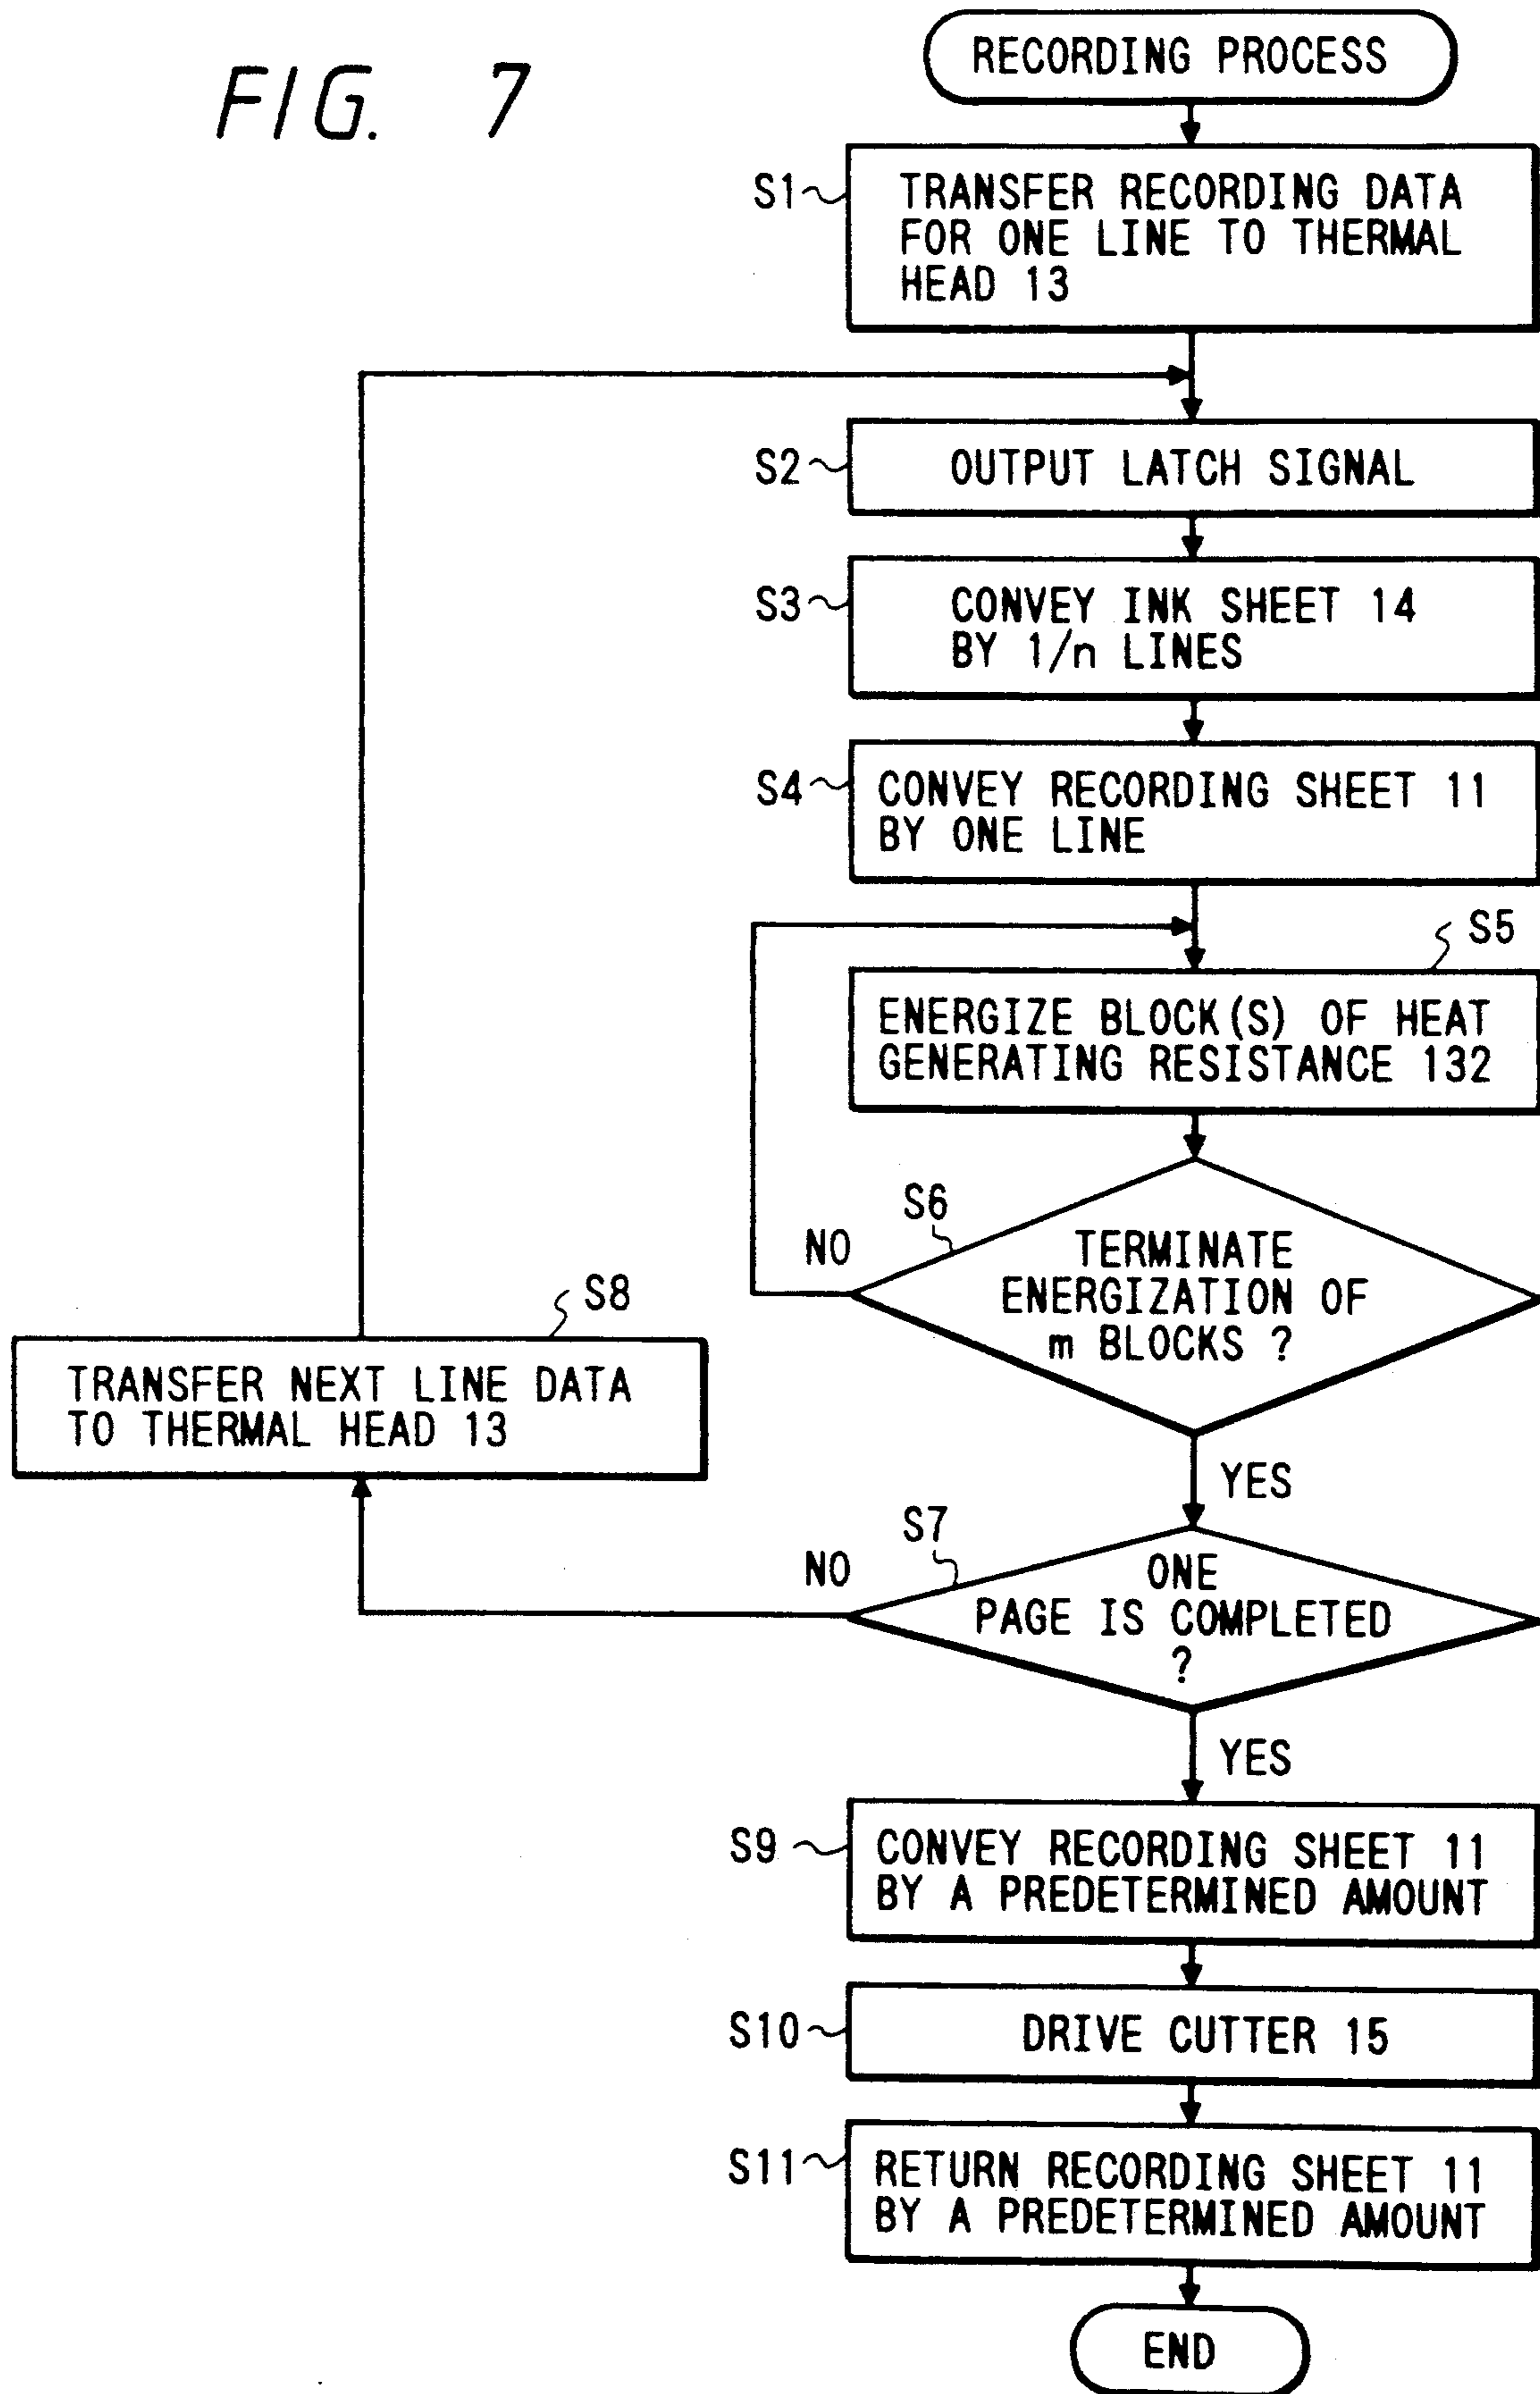 FIG. 7
RECORDING PROCESS
S1
TRANSFER RECORDING DATA
FOR ONE LINE TO THERMAL
HEAD 13
S2
OUTPUT LATCH SIGNAL
S3
CONVEY INK SHEET 14
BY 1/n LINES
S4
CONVEY RECORDING SHEET 11
BY ONE LINE
S5
ENERGIZE BLOCK(S) OF HEAT
GENERATING RESISTANCE 132
S6
NO
TERMINATE
ENERGIZATION OF
m BLOCKS ?
YES
S8
TRANSFER NEXT LINE DATA
TO THERMAL HEAD 13
S7
NO
ONE
PAGE IS COMPLETED
?
YES
S9
CONVEY RECORDING SHEET 11
BY A PREDETERMINED AMOUNT
S10
DRIVE CUTTER 15
S11
RETURN RECORDING SHEET 11
BY A PREDETERMINED AMOUNT
END